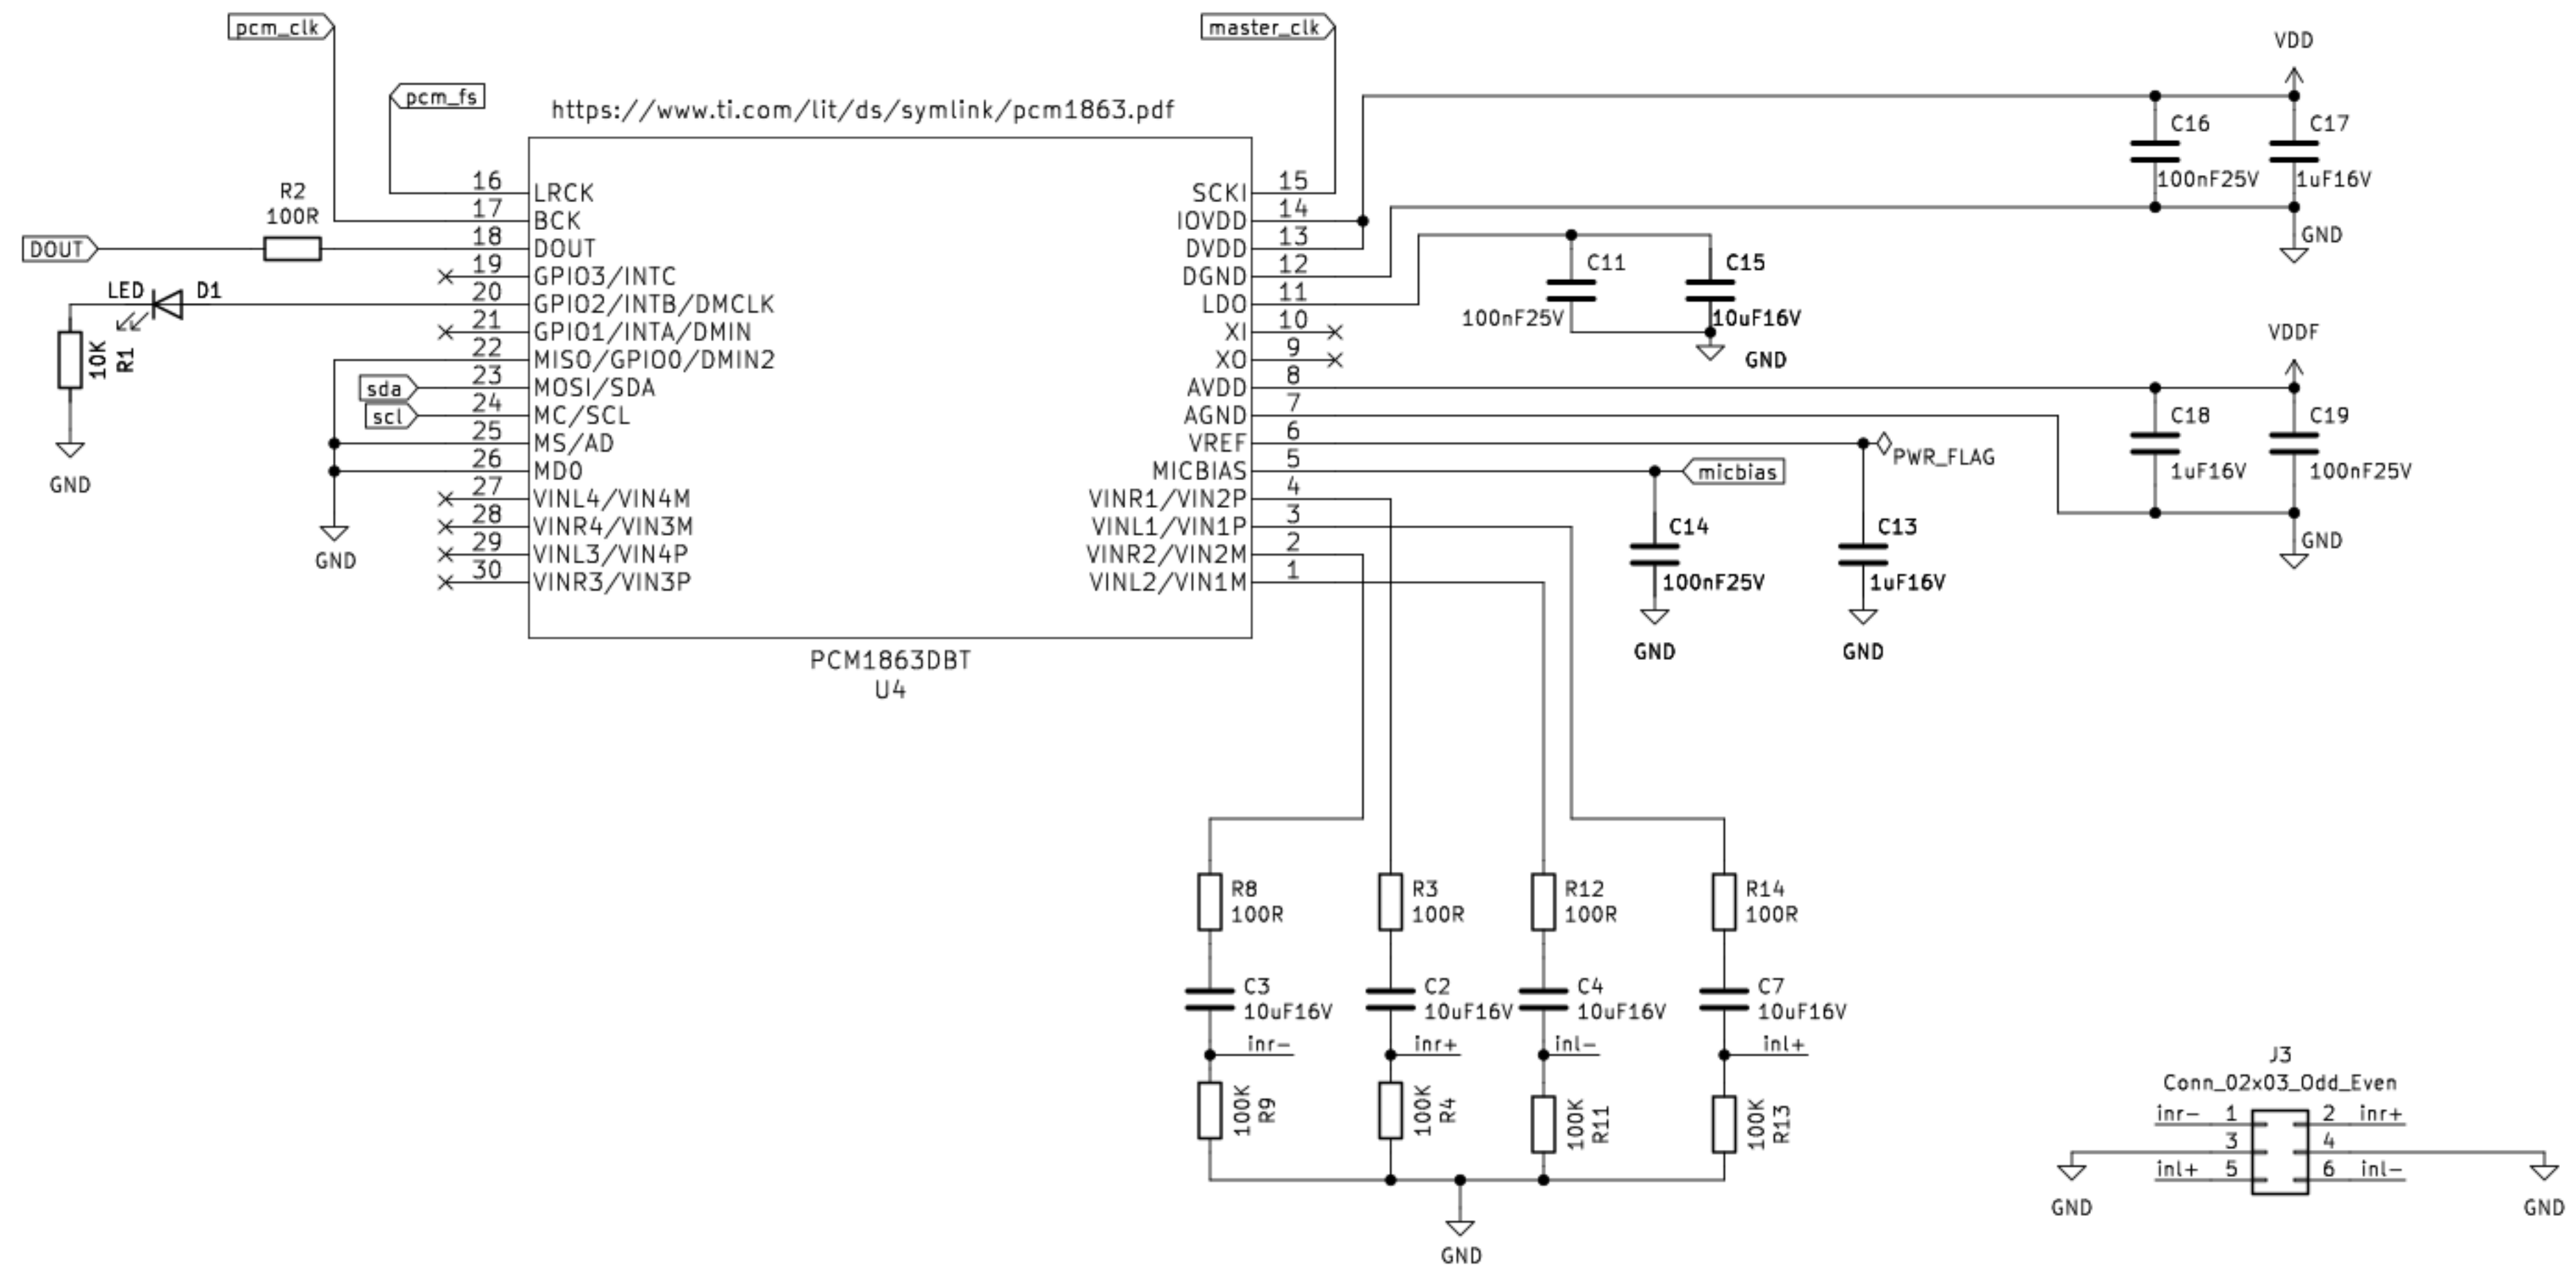 pcm_clk
master_clk
VDD
pcm_fs
https://www.ti.com/lit/ds/symlink/pcm1863.pdf
C16
100nF25V
C17
1uF16V
GND
R2
100R
DOUT
LED
D1
10K
R1
GND
sda
scl
GND
16
17
18
19
20
21
22
23
24
25
26
27
28
29
30
LRCK
BCK
DOUT
GPIO3/INTC
GPIO2/INTB/DMCLK
GPIO1/INTA/DMIN
MISO/GPIO0/DMIN2
MOSI/SDA
MC/SCL
MS/AD
MD0
VINL4/VIN4M
VINR4/VIN3M
VINL3/VIN4P
VINR3/VIN3P
SCKI
IOVDD
DVDD
DGND
LDO
XI
XO
AVDD
AGND
VREF
MICBIAS
VINR1/VIN2P
VINL1/VIN1P
VINR2/VIN2M
VINL2/VIN1M
15
14
13
12
11
10
9
8
7
6
5
4
3
2
1
PCM1863DBT
U4
C11
100nF25V
C15
10uF16V
GND
VDDF
C18
1uF16V
C19
100nF25V
GND
PWR_FLAG
micbias
C14
100nF25V
GND
C13
1uF16V
GND
R8
100R
R3
100R
R12
100R
R14
100R
C3
10uF16V
C2
10uF16V
C4
10uF16V
C7
10uF16V
inr-
inr+
inl-
inl+
100K
R9
100K
R4
100K
R11
100K
R13
GND
J3
Conn_02x03_Odd_Even
inr- 1 2 inr+
3 4
inl+ 5 6 inl-
GND
GND